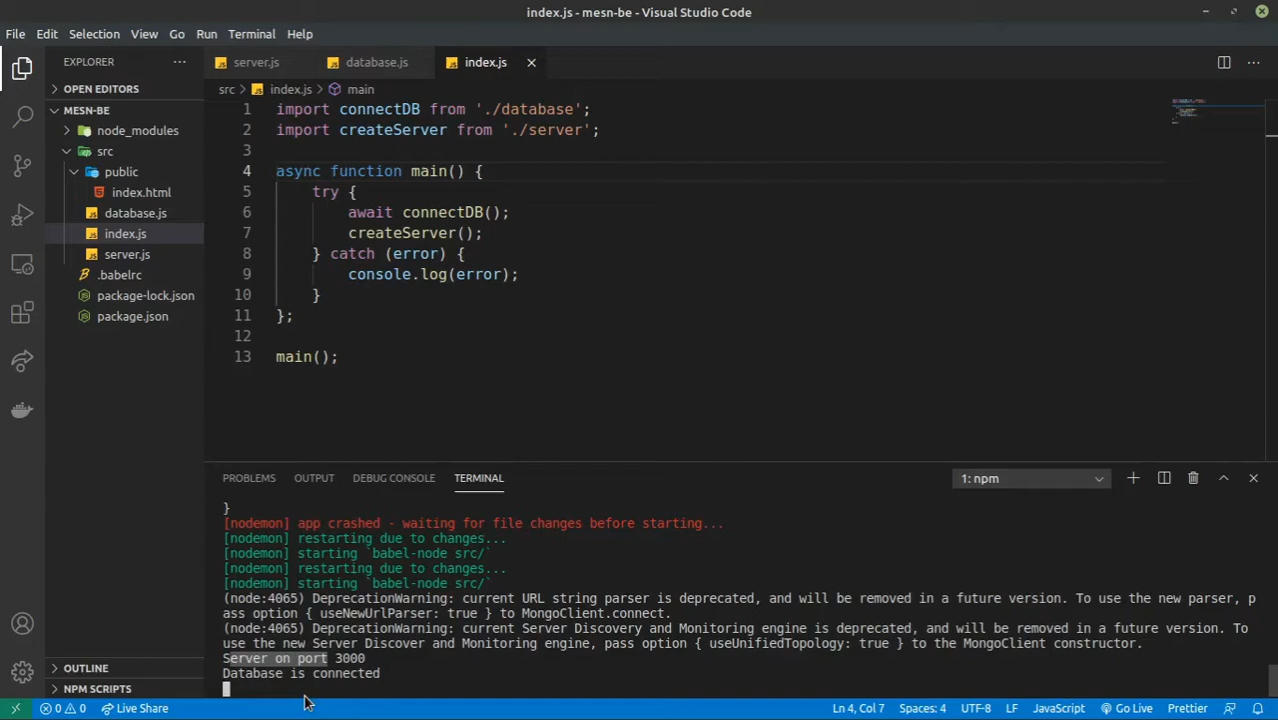 index.js - mesn-be - Visual Studio Code
File Edit Selection View Go Run Terminal Help
EXPLORER
OPEN EDITORS
MESN-BE
node_modules
src
public
index.html
database.js
index.js
server.js
.babelrc
package-lock.json
package.json
OUTLINE
NPM SCRIPTS
server.js database.js index.js
src index.js main
1 import connectDB from './database';
2 import createServer from './server';
3
4 async function main() {
5 try {
6 await connectDB();
7 createServer();
8 } catch (error) {
9 console.log(error);
10 }
11 };
12
13 main();
PROBLEMS OUTPUT DEBUG CONSOLE TERMINAL 1: npm
}
[nodemon] app crashed - waiting for file changes before starting...
[nodemon] restarting due to changes...
[nodemon] starting `babel-node src/`
[nodemon] restarting due to changes...
[nodemon] starting `babel-node src/`
(node:4065) DeprecationWarning: current URL string parser is deprecated, and will be removed in a future version. To use the new parser, p
ass option { useNewUrlParser: true } to MongoClient.connect.
(node:4065) DeprecationWarning: current Server Discovery and Monitoring engine is deprecated, and will be removed in a future version. To
use the new Server Discover and Monitoring engine, pass option { useUnifiedTopology: true } to the MongoClient constructor.
Server on port 3000
Database is connected
0 0 Live Share Ln 4, Col 7 Spaces: 4 UTF-8 LF JavaScript Go Live Prettier